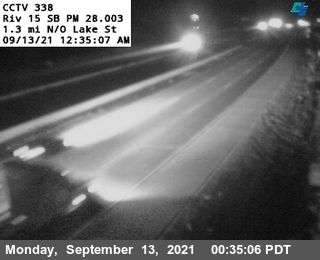 CCTV 338
Riv 15 SB PM 28.003
1.3 mi N/O Lake St
09/13/21 12:35:07 AM
Monday, September 13, 2021 00:35:06 PDT